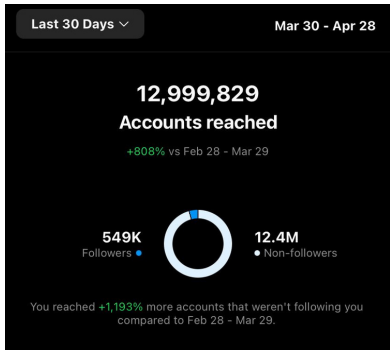 Last 30 Days
Mar 30 - Apr 28
12,999,829
Accounts reached
+808% vs Feb 28 - Mar 29
549K
Followers
12.4M
Non-followers
You reached +1,193% more accounts that weren't following you
compared to Feb 28 - Mar 29.